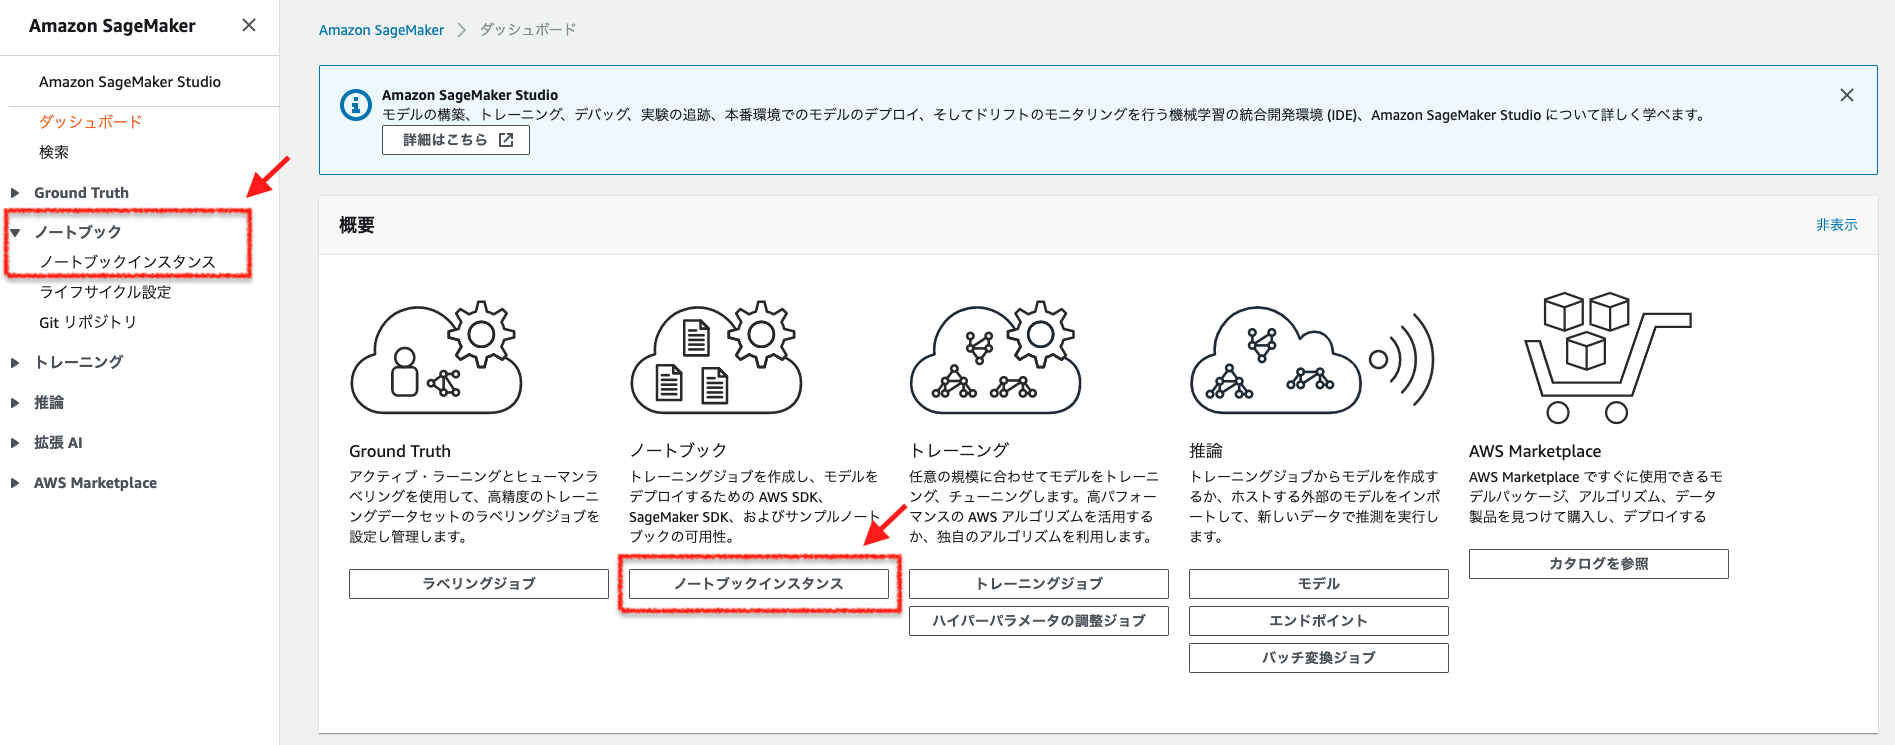 Amazon SageMaker
Amazon SageMaker Studio
ダッシュボード
検索
Ground Truth
ノートブック
ノートブックインスタンス
ライフサイクル設定
Git リポジトリ
トレーニング
推論
拡張 AI
AWS Marketplace
Amazon SageMaker
ダッシュボード
Amazon SageMaker Studio
モデルの構築、トレーニング、デバッグ、実験の追跡、本番環境でのモデルのデプロイ、そしてドリフトのモニタリングを行う機械学習の統合開発環境 (IDE)、Amazon SageMaker Studio について詳しく学べます。
詳細はこちら
概要
非表示
Ground Truth
アクティブ・ラーニングとヒューマンラ
ベリングを使用して、高精度のトレーニ
ングデータセットのラベリングジョブを
設定し管理します。
ラベリングジョブ
ノートブック
トレーニングジョブを作成し、モデルを
デプロイするための AWS SDK、
SageMaker SDK、およびサンプルノート
ブックの可用性。
ノートブックインスタンス
トレーニング
任意の規模に合わせてモデルをトレーニ
ング、チューニングします。高パフォー
マンスの AWS アルゴリズムを活用する
か、独自のアルゴリズムを利用します。
トレーニングジョブ
ハイパーパラメータの調整ジョブ
推論
トレーニングジョブからモデルを作成す
るか、ホストする外部のモデルをインポ
ートして、新しいデータで推測を実行し
ます。
モデル
エンドポイント
バッチ変換ジョブ
AWS Marketplace
AWS Marketplace ですぐに使用できるモ
デルパッケージ、アルゴリズム、データ
製品を見つけて購入し、デプロイする
カタログを参照